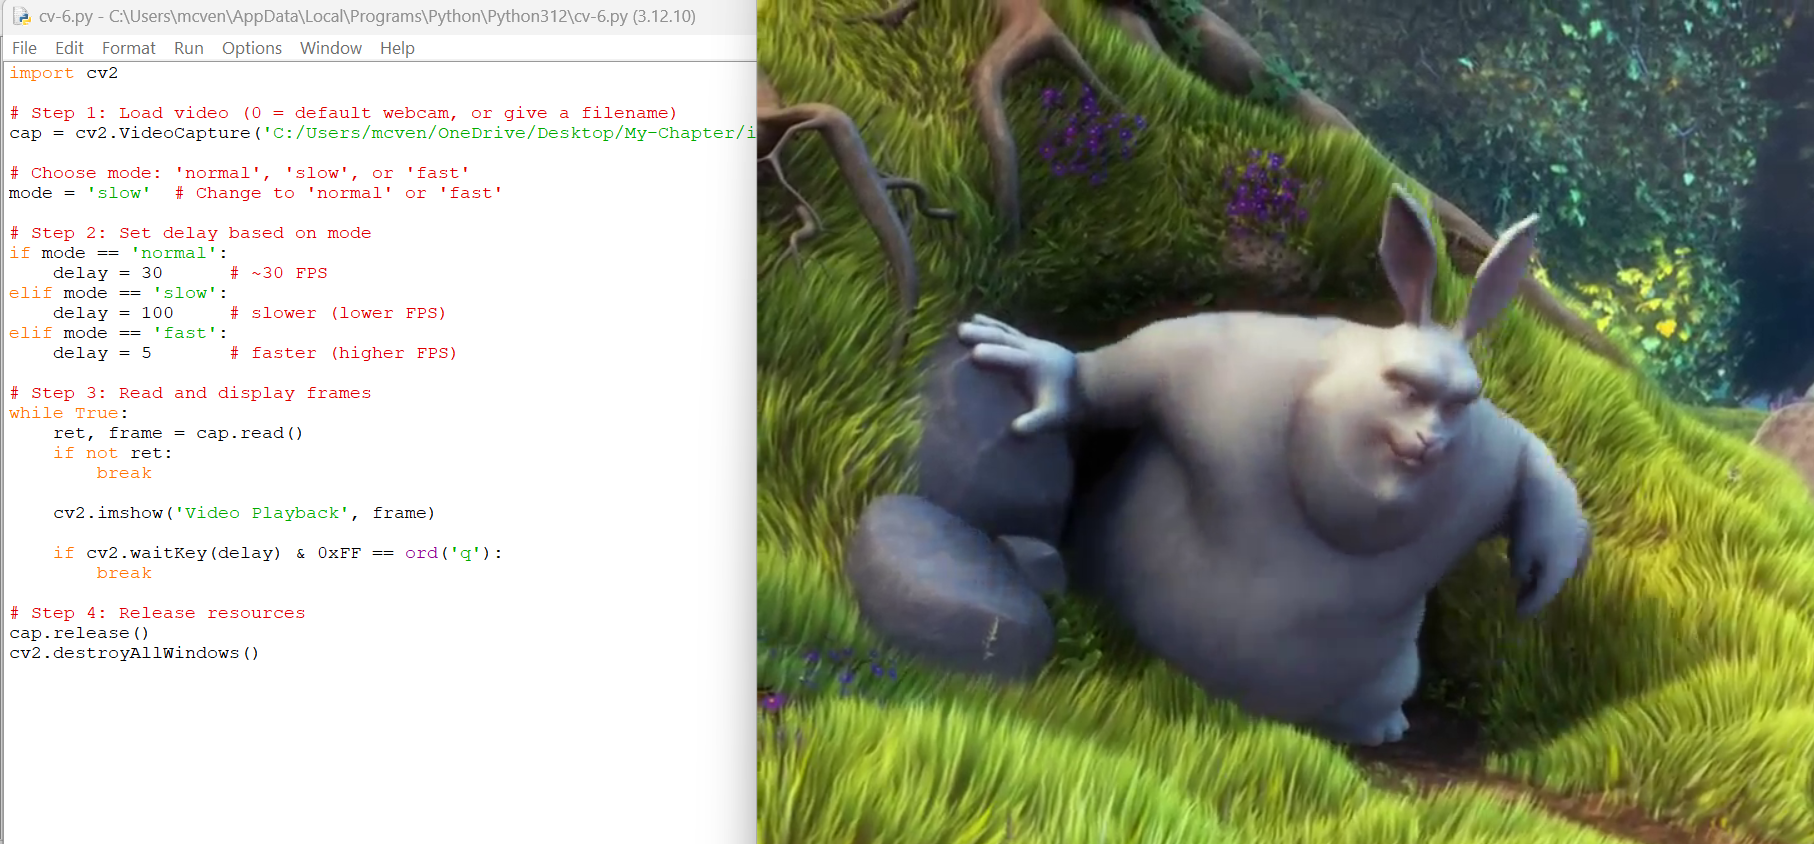 cv-6.py - C:\Users\mcven\AppData\Local\Programs\Python\Python312\cv-6.py (3.12.10)
File Edit Format Run Options Window Help
import cv2
# Step 1: Load video (0 = default webcam, or give a filename)
cap = cv2.VideoCapture('C:/Users/mcven/OneDrive/Desktop/My-Chapter/i
# Choose mode: 'normal', 'slow', or 'fast'
mode = 'slow'  # Change to 'normal' or 'fast'
# Step 2: Set delay based on mode
if mode == 'normal':
    delay = 30      # ~30 FPS
elif mode == 'slow':
    delay = 100     # slower (lower FPS)
elif mode == 'fast':
    delay = 5       # faster (higher FPS)
# Step 3: Read and display frames
while True:
    ret, frame = cap.read()
    if not ret:
        break
    cv2.imshow('Video Playback', frame)
    if cv2.waitKey(delay) & 0xFF == ord('q'):
        break
# Step 4: Release resources
cap.release()
cv2.destroyAllWindows()